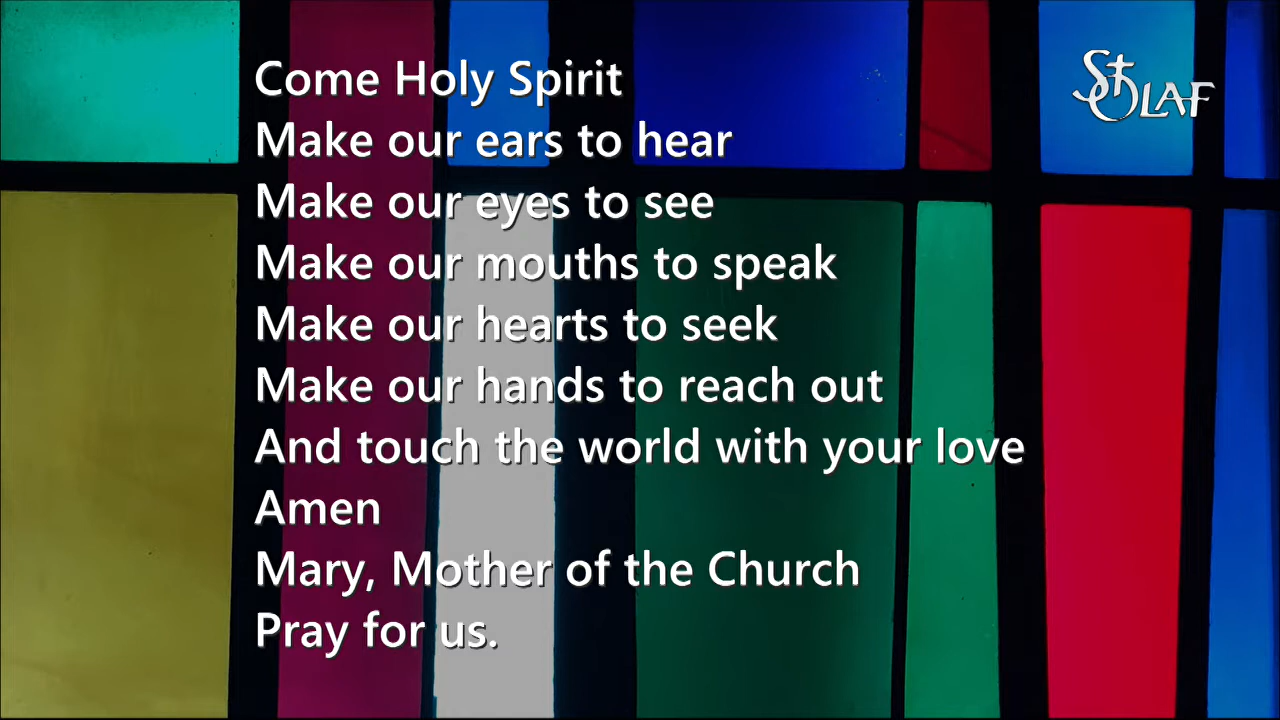 Come Holy Spirit
Make our ears to hear
Make our eyes to see
Make our mouths to speak
Make our hearts to seek
Make our hands to reach out
And touch the world with your love
Amen
Mary, Mother of the Church
Pray for us.
St OLAF